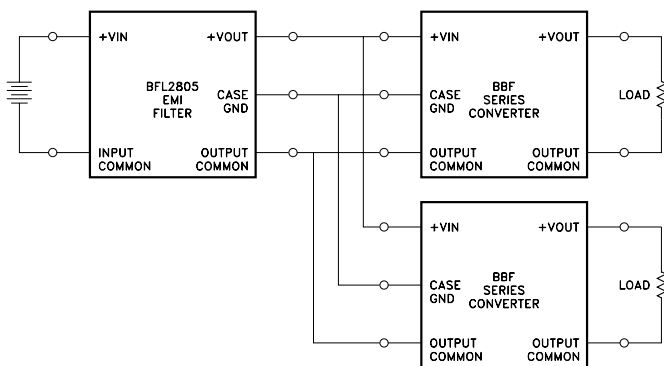 +VIN
+VOUT
BFL2805
EMI
FILTER
CASE
GND
INPUT
COMMON
OUTPUT
COMMON
+VIN
+VOUT
CASE
GND
BBF
SERIES
CONVERTER
OUTPUT
COMMON
OUTPUT
COMMON
LOAD
+VIN
+VOUT
CASE
GND
BBF
SERIES
CONVERTER
OUTPUT
COMMON
OUTPUT
COMMON
LOAD